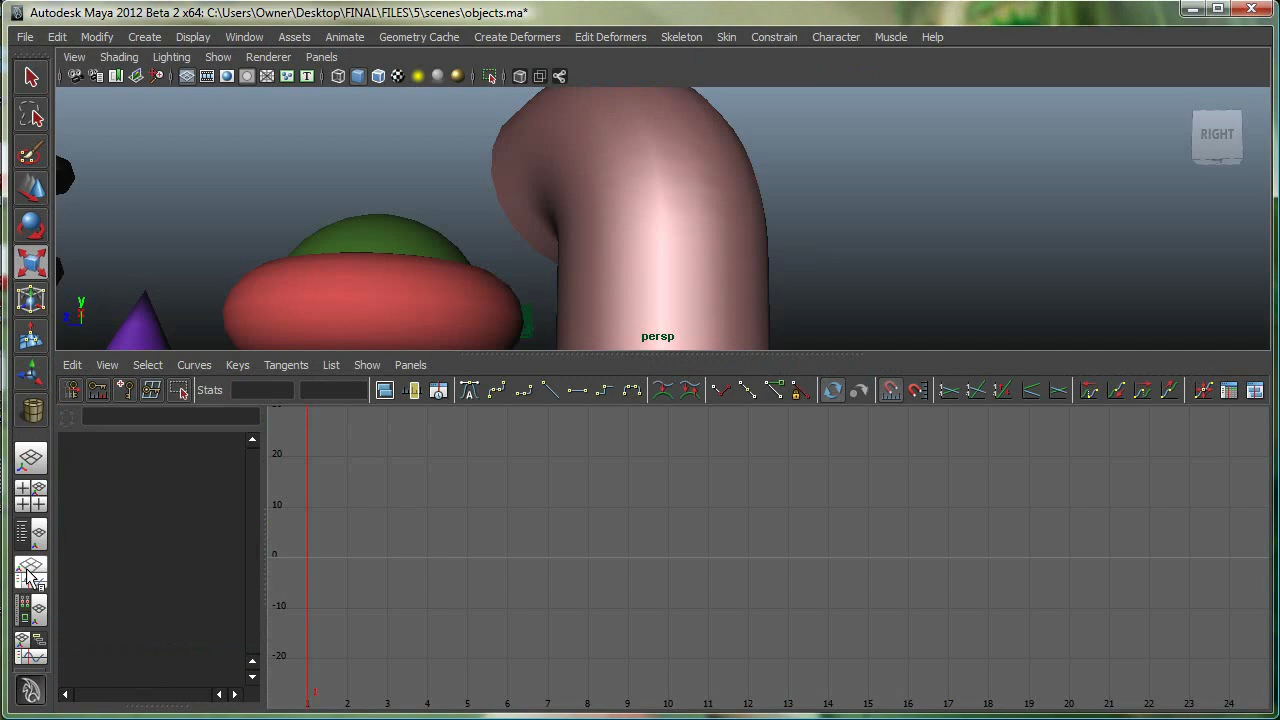 Autodesk Maya 2012 Beta 2 x64: C:\Users\Owner\Desktop\FINAL\FILES\5\scenes\objects.ma*
File Edit Modify Create Display Window Assets Animate Geometry Cache Create Deformers Edit Deformers Skeleton Skin Constrain Character Muscle Help
View Shading Lighting Show Renderer Panels
RIGHT
y
persp
Edit View Select Curves Keys Tangents List Show Panels
Stats
20
10
0
-10
-20
1 2 3 4 5 6 7 8 9 10 11 12 13 14 15 16 17 18 19 20 21 22 23 24